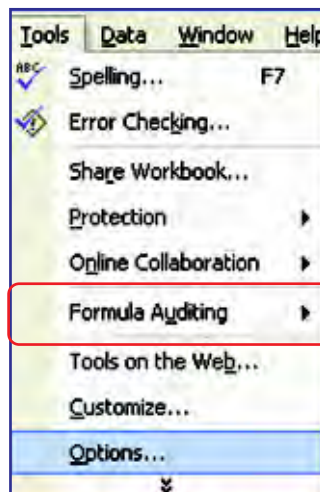 Tools Data Window Help
ABC Spelling... F7
Error Checking...
Share Workbook...
Protection
Online Collaboration
Formula Auditing
Tools on the Web...
Customize...
Options...